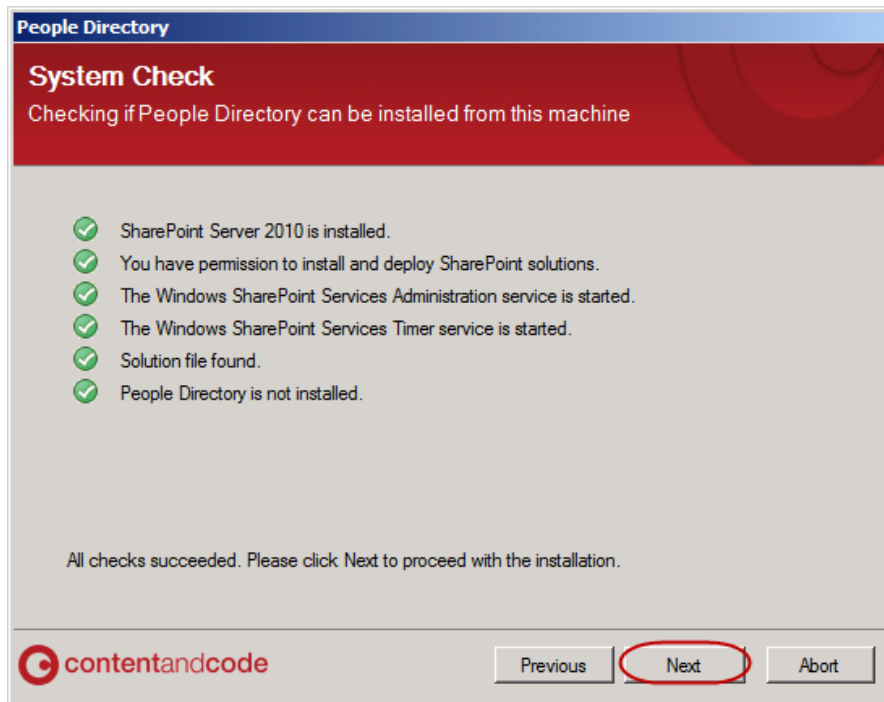 People Directory
System Check
Checking if People Directory can be installed from this machine
SharePoint Server 2010 is installed.
You have permission to install and deploy SharePoint solutions.
The Windows SharePoint Services Administration service is started.
The Windows SharePoint Services Timer service is started.
Solution file found.
People Directory is not installed.
All checks succeeded. Please click Next to proceed with the installation.
contentandcode
Previous Next Abort